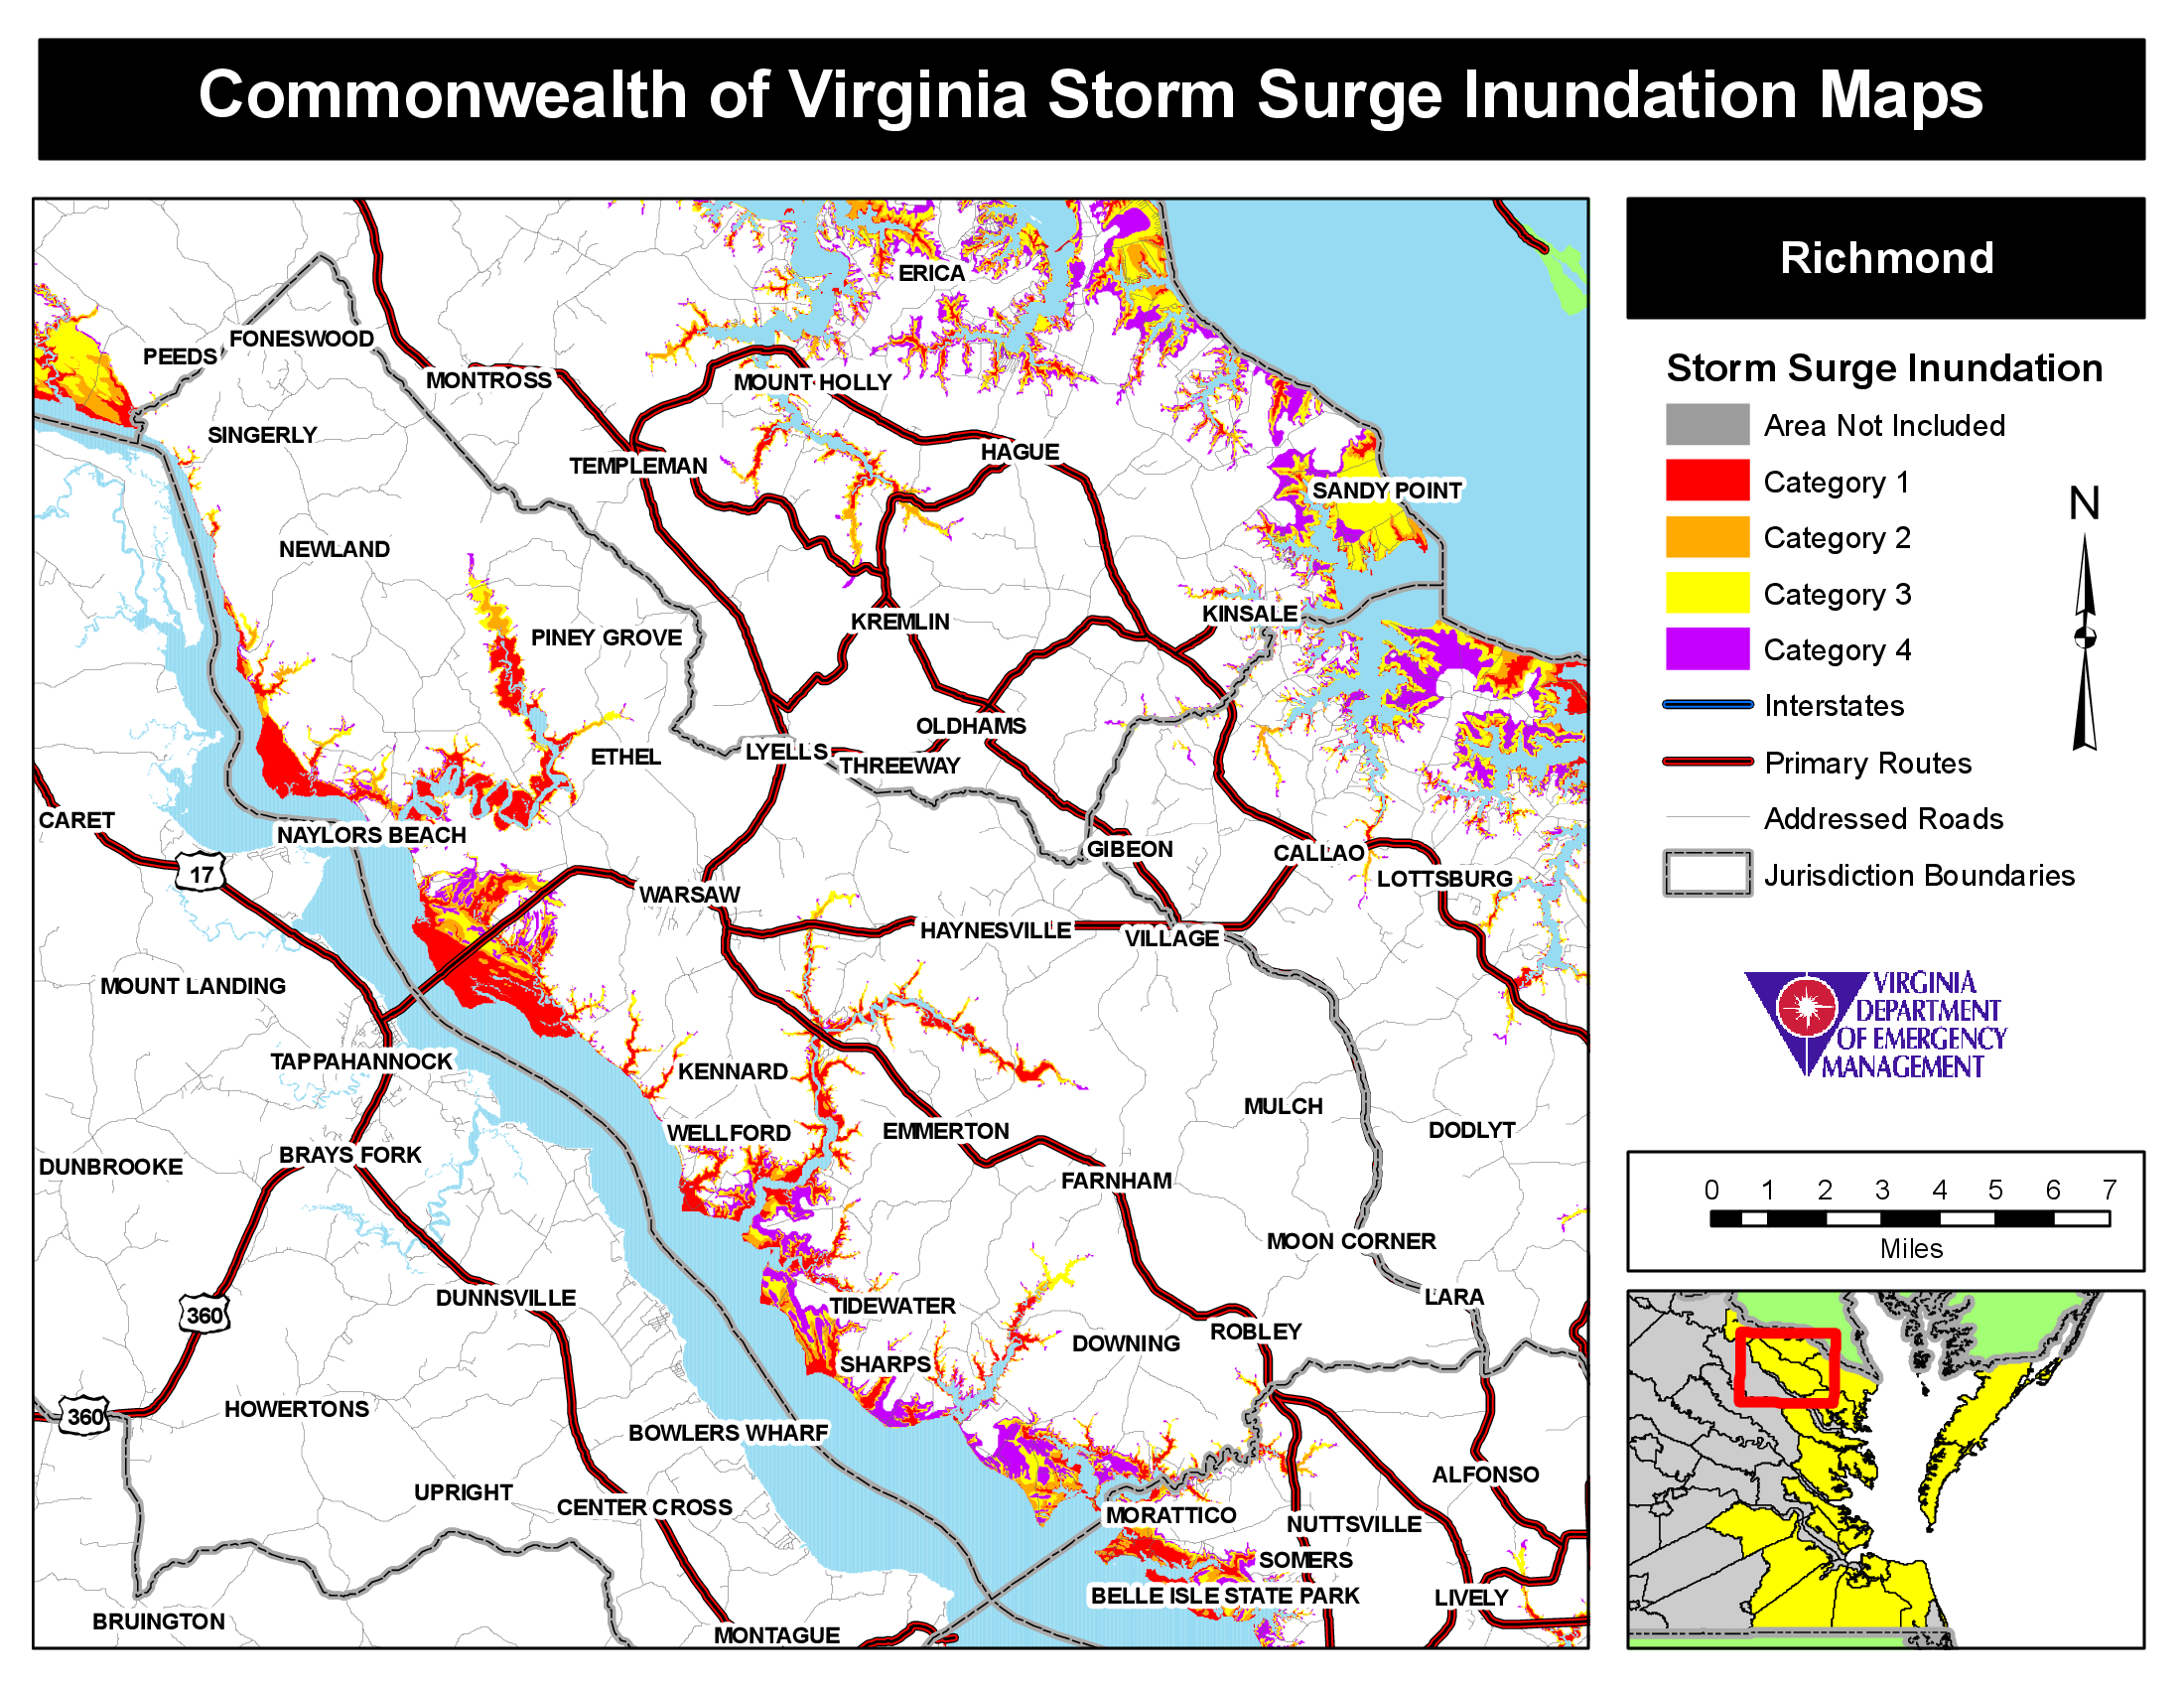 Commonwealth of Virginia Storm Surge Inundation Maps
Richmond
Storm Surge Inundation
Area Not Included
Category 1
Category 2
Category 3
Category 4
Interstates
Primary Routes
Addressed Roads
Jurisdiction Boundaries
N
VIRGINIA
DEPARTMENT
OF EMERGENCY
MANAGEMENT
0 1 2 3 4 5 6 7
Miles
ERICA
FONESWOOD
PEEDS
MONTROSS
MOUNT HOLLY
SINGERLY
HAGUE
TEMPLEMAN
SANDY POINT
NEWLAND
KINSALE
KREMLIN
PINEY GROVE
OLDHAMS
LYELLS
ETHEL
THREEWAY
CARET
NAYLORS BEACH
GIBEON
CALLAO
17
LOTTSBURG
WARSAW
HAYNESVILLE
VILLAGE
MOUNT LANDING
TAPPAHANNOCK
KENNARD
MULCH
DODLYT
WELLFORD
EMMERTON
BRAYS FORK
DUNBROOKE
FARNHAM
MOON CORNER
DUNNSVILLE
LARA
TIDEWATER
360
ROBLEY
DOWNING
SHARPS
HOWERTONS
360
BOWLERS WHARF
ALFONSO
UPRIGHT
CENTER CROSS
MORATTICO
NUTTSVILLE
SOMERS
BELLE ISLE STATE PARK
LIVELY
BRUINGTON
MONTAGUE